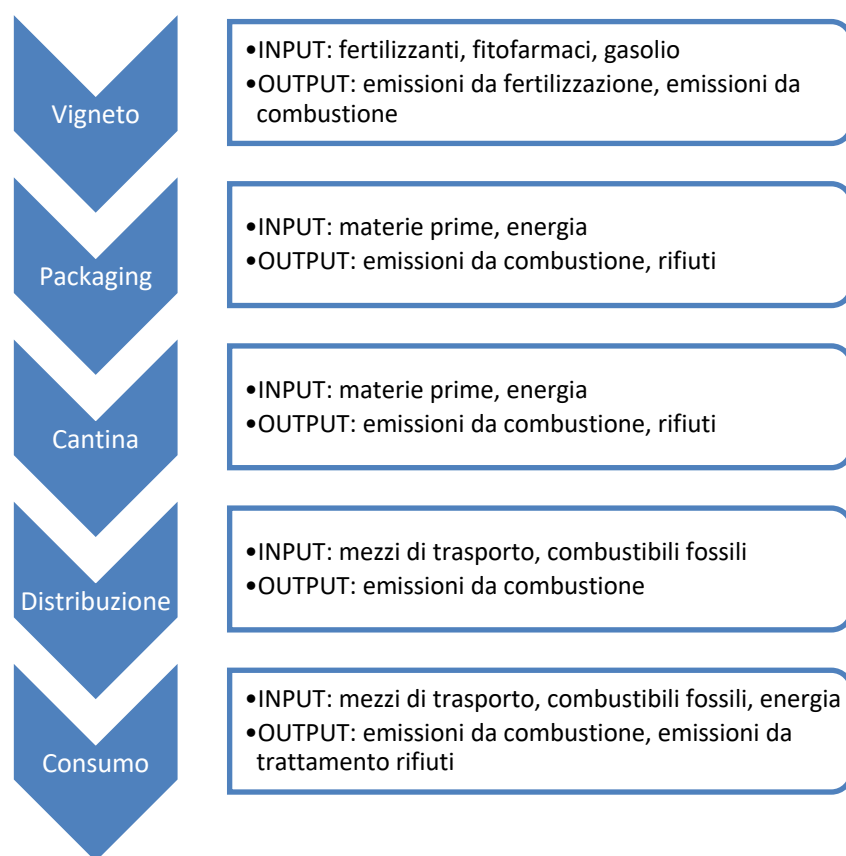 Vigneto
•INPUT: fertilizzanti, fitofarmaci, gasolio
•OUTPUT: emissioni da fertilizzazione, emissioni da
combustione
Packaging
•INPUT: materie prime, energia
•OUTPUT: emissioni da combustione, rifiuti
Cantina
•INPUT: materie prime, energia
•OUTPUT: emissioni da combustione, rifiuti
Distribuzione
•INPUT: mezzi di trasporto, combustibili fossili
•OUTPUT: emissioni da combustione
Consumo
•INPUT: mezzi di trasporto, combustibili fossili, energia
•OUTPUT: emissioni da combustione, emissioni da
trattamento rifiuti